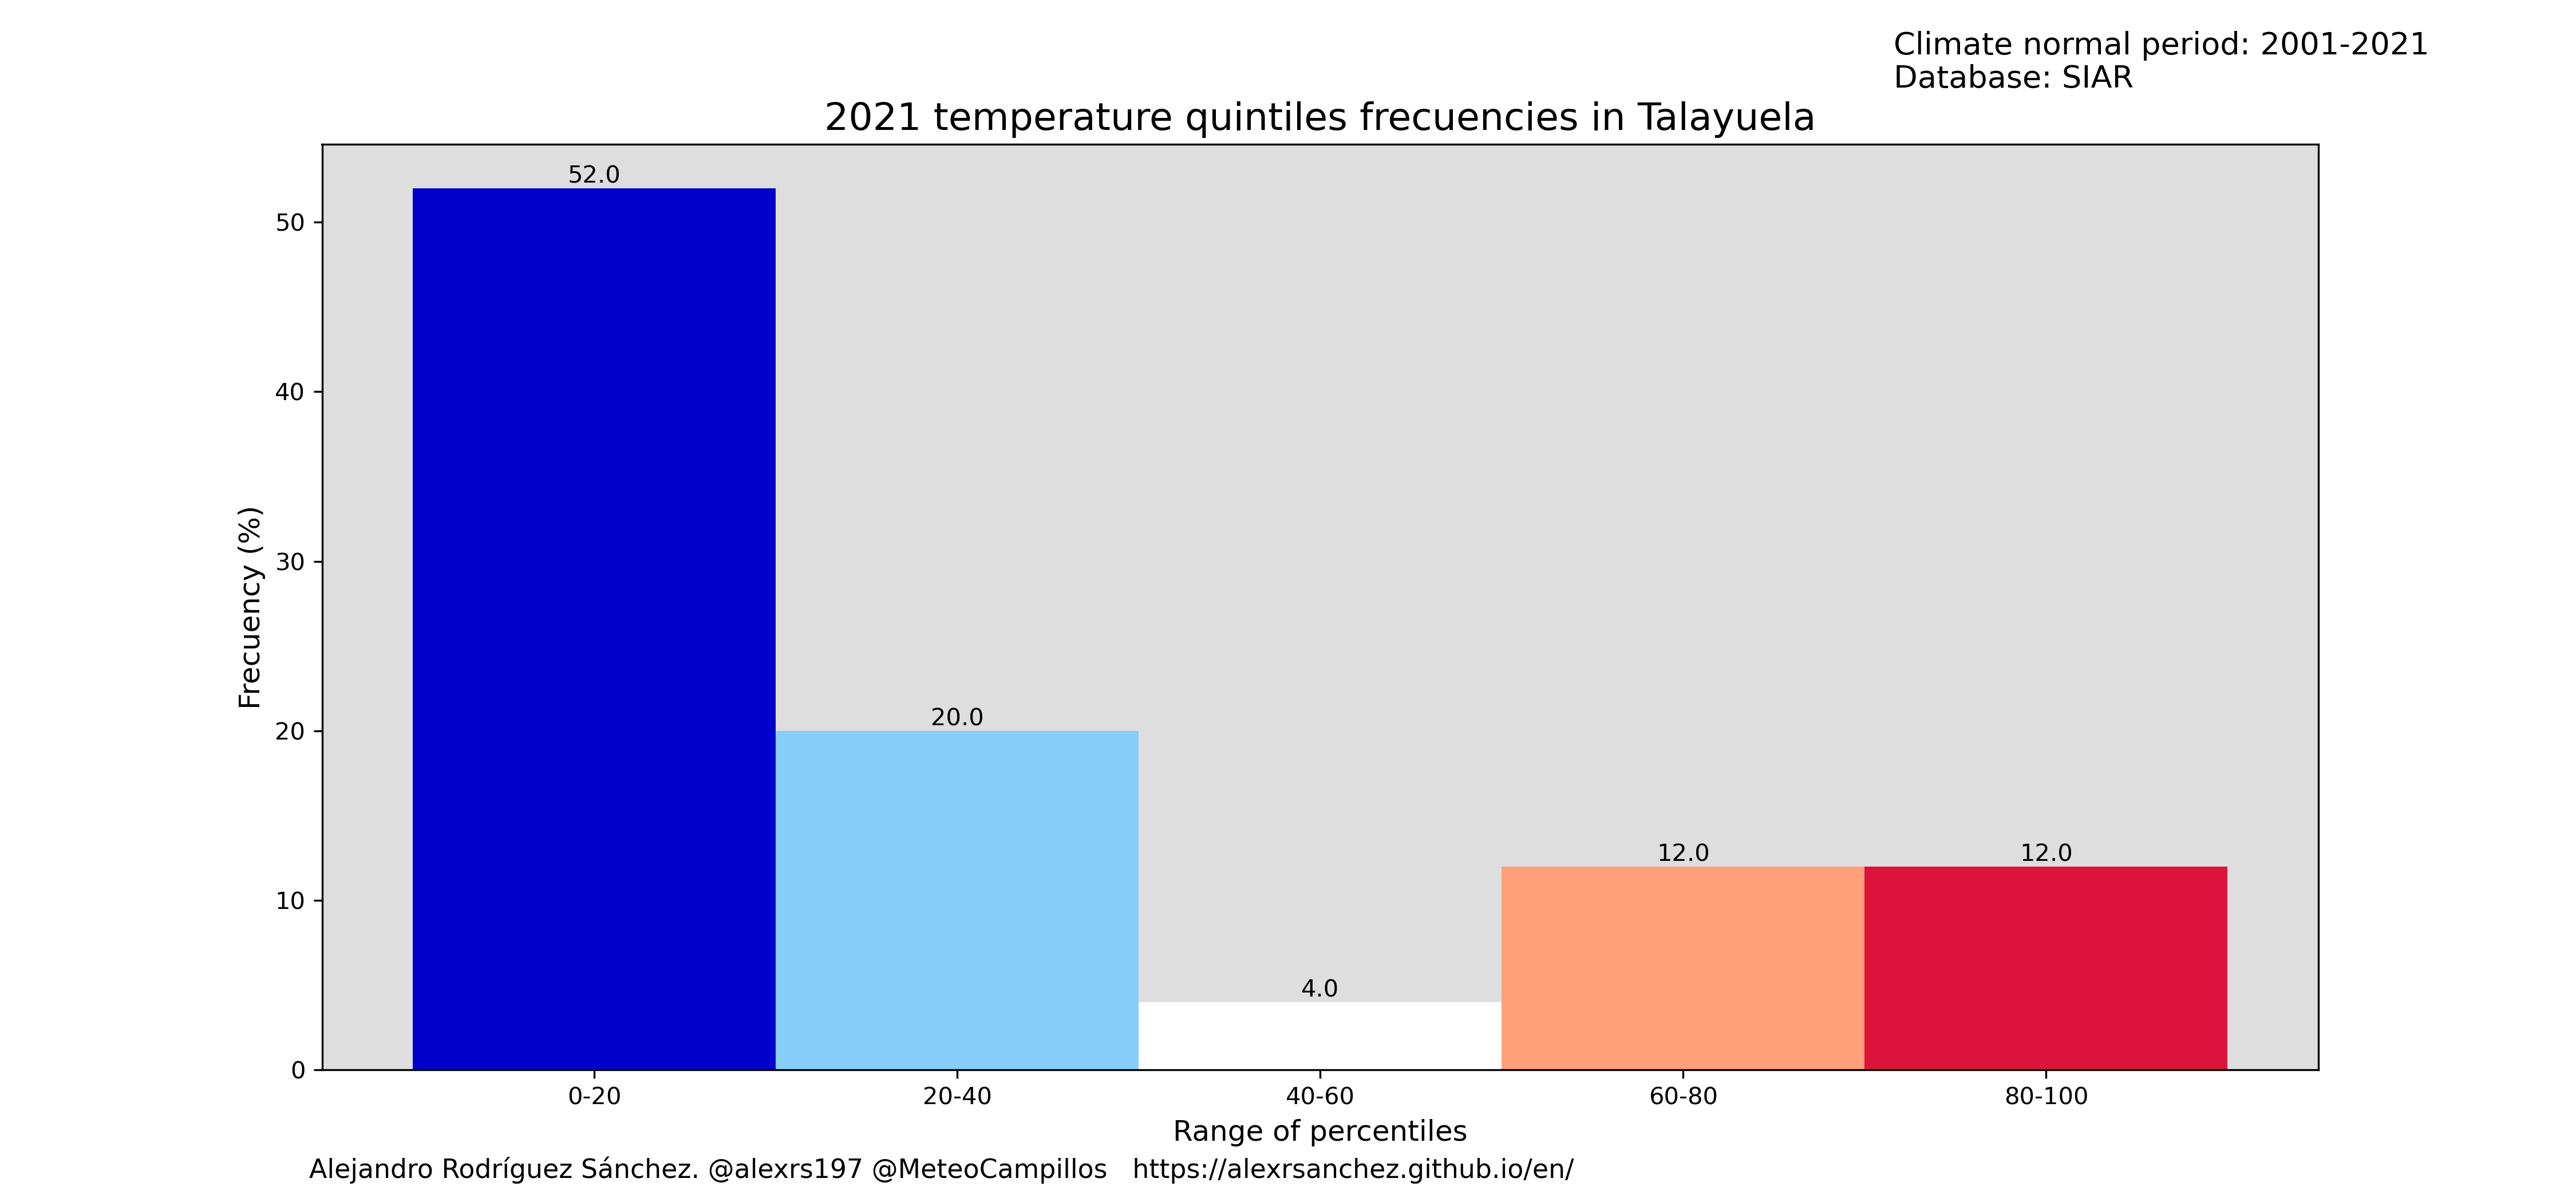 Climate normal period: 2001-2021
Database: SIAR
2021 temperature quintiles frecuencies in Talayuela
52.0
50
40
Frecuency (%)
30
20.0
20
12.0 12.0
10
4.0
0
0-20 20-40 40-60 60-80 80-100
Range of percentiles
Alejandro Rodríguez Sánchez. @alexrs197 @MeteoCampillos https://alexrsanchez.github.io/en/